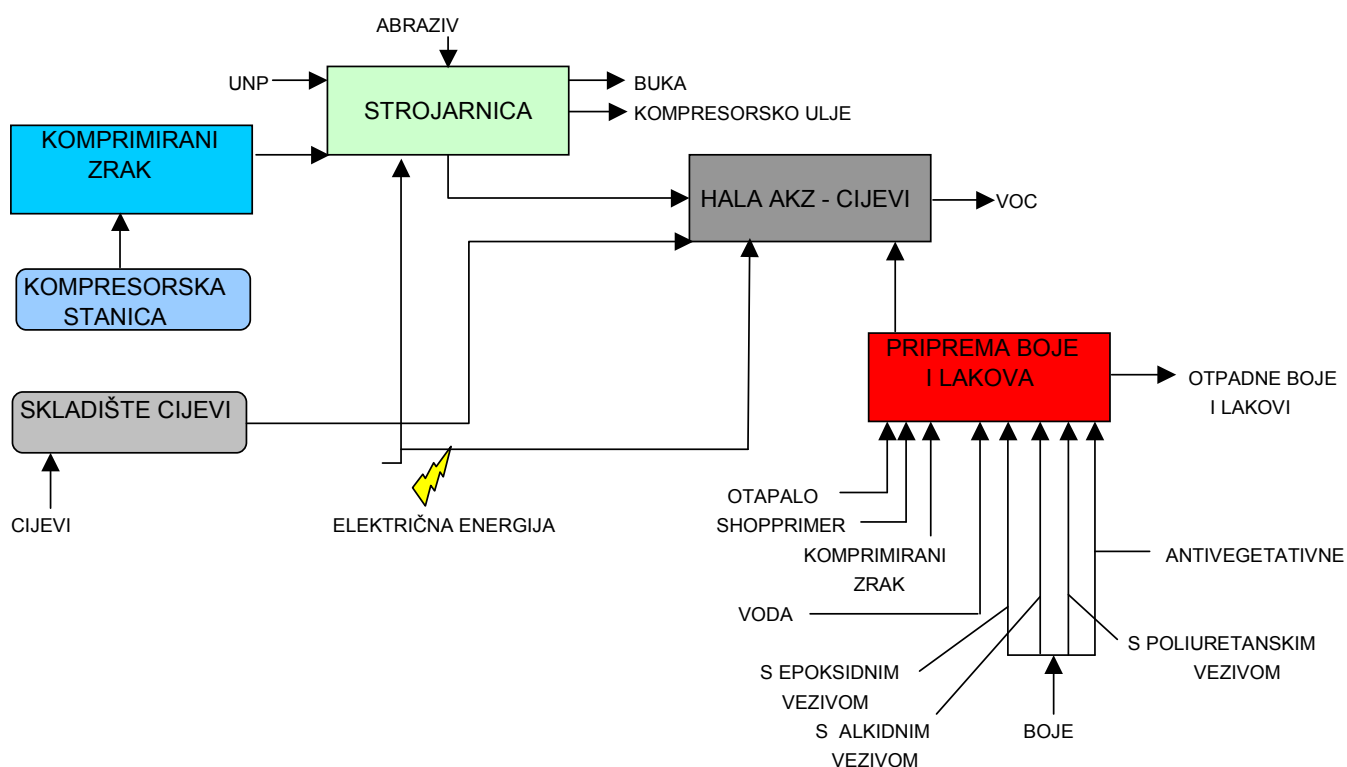 ABRAZIV
UNP
STROJARNICA
BUKA
KOMPRESORSKO ULJE
KOMPRIMIRANI
ZRAK
HALA AKZ - CIJEVI
VOC
KOMPRESORSKA
STANICA
PRIPREMA BOJE
I LAKOVA
OTPADNE BOJE
I LAKOVI
SKLADIŠTE CIJEVI
CIJEVI
ELEKTRIČNA ENERGIJA
OTAPALO
SHOPPRIMER
KOMPRIMIRANI
ZRAK
ANTIVEGETATIVNE
VODA
S POLIURETANSKIM
VEZIVOM
S EPOKSIDNIM
VEZIVOM
S ALKIDNIM
VEZIVOM
BOJE